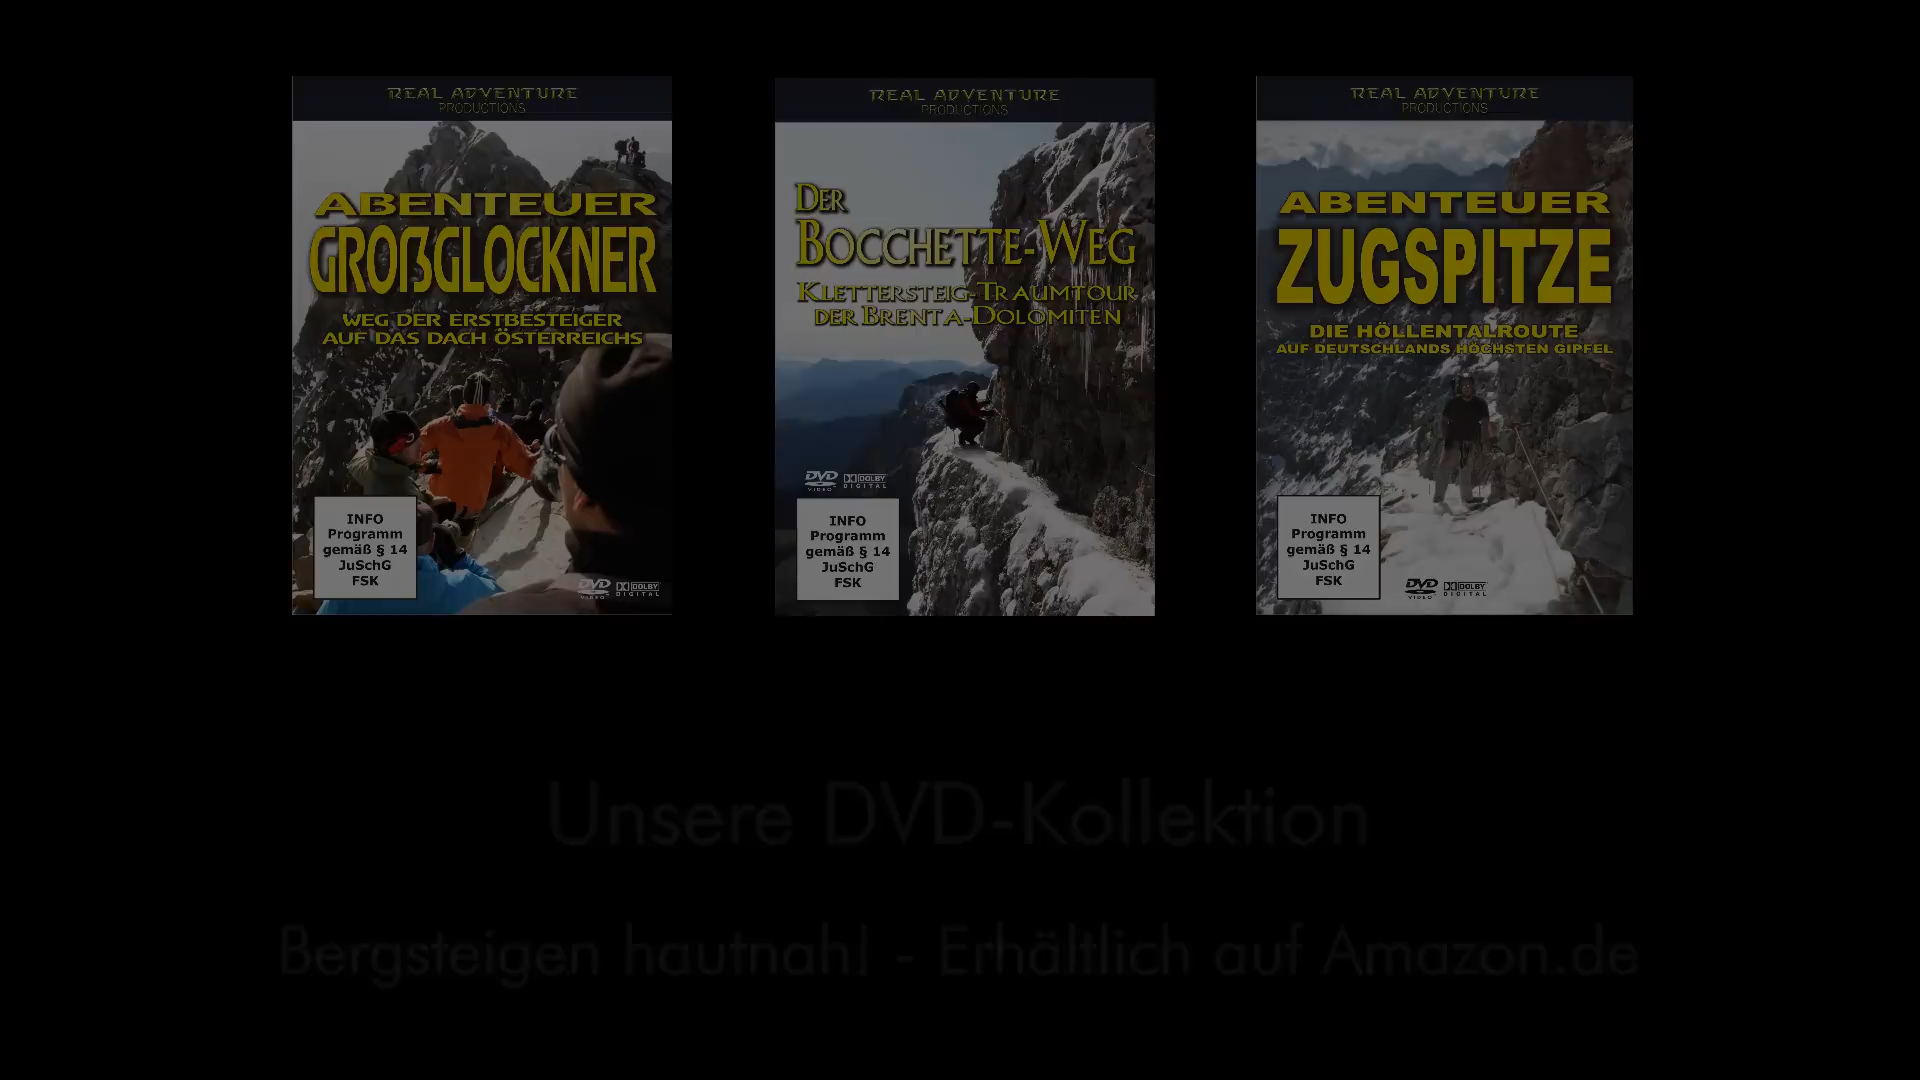 REAL ADVENTURE
PRODUCTIONS
ABENTEUER
GROßGLOCKNER
WEG DER ERSTBESTEIGER
AUF DAS DACH ÖSTERREICHS
INFO
Programm
gemäß § 14
JuSchG
FSK
DVD
VIDEO
DOLBY
DIGITAL
REAL ADVENTURE
PRODUCTIONS
DER
BOCCHETTE-WEG
KLETTERSTEIG-TRAUMTOUR
DER BRENTA-DOLOMITEN
DVD
VIDEO
DOLBY
DIGITAL
INFO
Programm
gemäß § 14
JuSchG
FSK
REAL ADVENTURE
PRODUCTIONS
ABENTEUER
ZUGSPITZE
DIE HÖLLENTALROUTE
AUF DEUTSCHLANDS HÖCHSTEN GIPFEL
INFO
Programm
gemäß § 14
JuSchG
FSK
DVD
VIDEO
DOLBY
DIGITAL
Unsere DVD-Kollektion
Bergsteigen hautnah! - Erhältlich auf Amazon.de